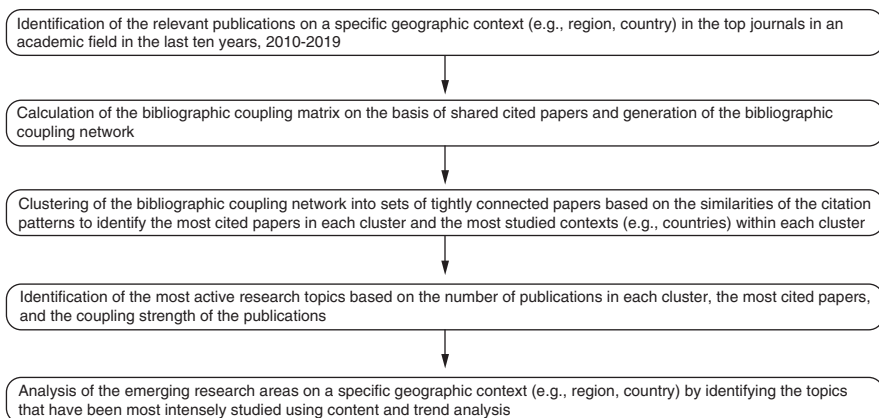 Identification of the relevant publications on a specific geographic context (e.g., region, country) in the top journals in an
academic field in the last ten years, 2010-2019
Calculation of the bibliographic coupling matrix on the basis of shared cited papers and generation of the bibliographic
coupling network
Clustering of the bibliographic coupling network into sets of tightly connected papers based on the similarities of the citation
patterns to identify the most cited papers in each cluster and the most studied contexts (e.g., countries) within each cluster
Identification of the most active research topics based on the number of publications in each cluster, the most cited papers,
and the coupling strength of the publications
Analysis of the emerging research areas on a specific geographic context (e.g., region, country) by identifying the topics
that have been most intensely studied using content and trend analysis